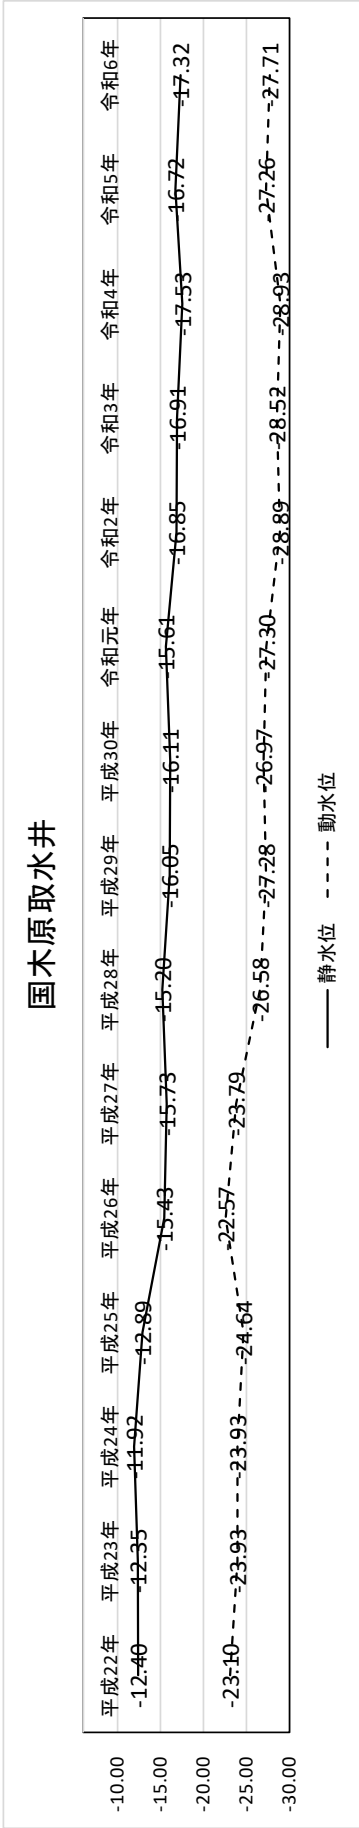 国木原取水井
平成22年 平成23年 平成24年 平成25年 平成26年 平成27年 平成28年 平成29年 平成30年 令和元年 令和2年 令和3年 令和4年 令和5年 令和6年
-10.00
-15.00
-20.00
-25.00
-30.00
-12.40 -12.35 -11.92 -12.89 -15.43 -15.73 -15.20 -16.05 -16.11 -15.61 -16.85 -16.91 -17.53 -16.72 -17.32
-23.10 -23.93 -23.93 -24.64 -22.57 -23.79 -26.58 -27.28 -26.97 -27.30 -28.89 -28.52 -28.93 -27.26 -27.71
静水位 動水位